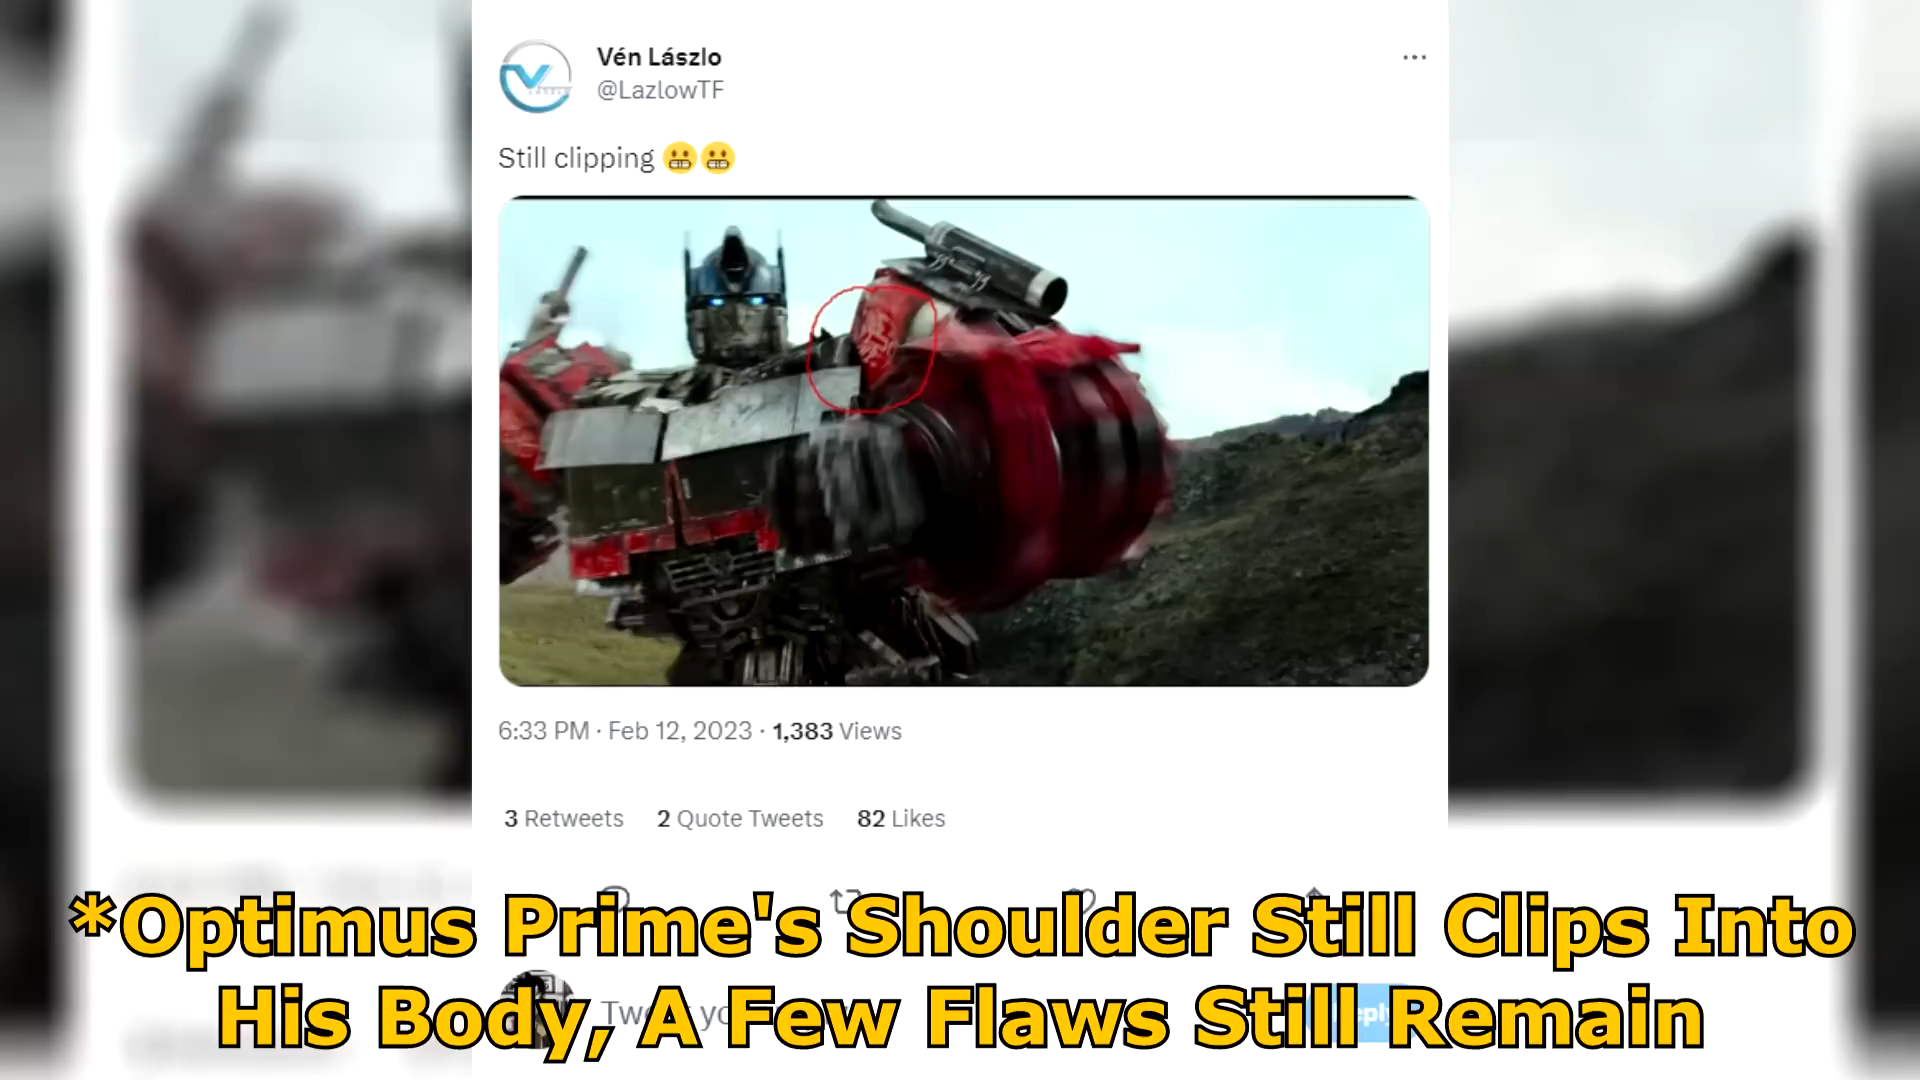 Vén Lászlo
@LazlowTF
Still clipping 😬😬
6:33 PM · Feb 12, 2023 · 1,383 Views
3 Retweets 2 Quote Tweets 82 Likes
*Optimus Prime's Shoulder Still Clips Into
His Body, A Few Flaws Still Remain